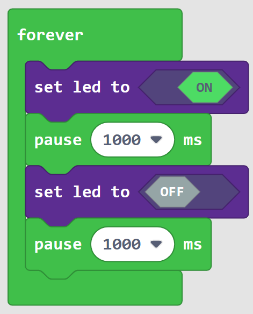 forever
set led to ON
pause 1000 ms
set led to OFF
pause 1000 ms